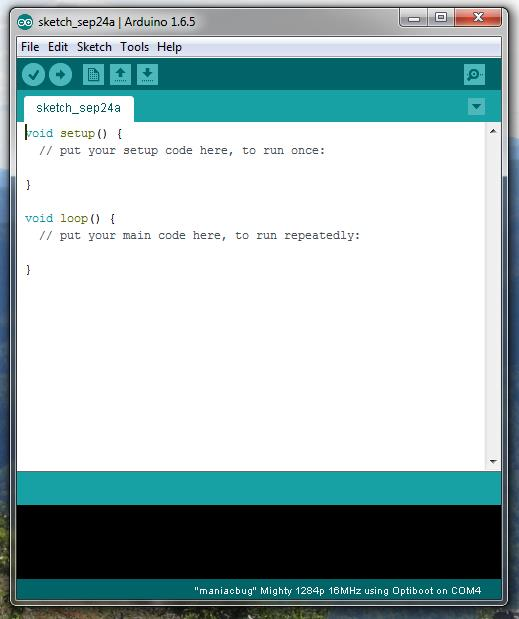 sketch_sep24a | Arduino 1.6.5
File Edit Sketch Tools Help
sketch_sep24a
void setup() {
  // put your setup code here, to run once:
}
void loop() {
  // put your main code here, to run repeatedly:
}
"maniacbug" Mighty 1284p 16MHz using Optiboot on COM4